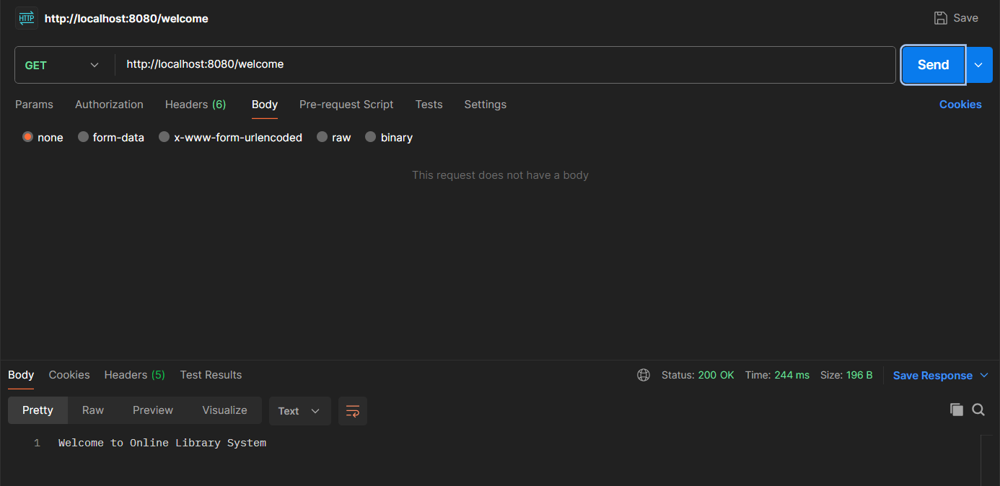 HTTP http://localhost:8080/welcome Save
GET http://localhost:8080/welcome Send
Params Authorization Headers (6) Body Pre-request Script Tests Settings Cookies
none form-data x-www-form-urlencoded raw binary
This request does not have a body
Body Cookies Headers (5) Test Results Status: 200 OK Time: 244 ms Size: 196 B Save Response
Pretty Raw Preview Visualize Text
1 Welcome to Online Library System